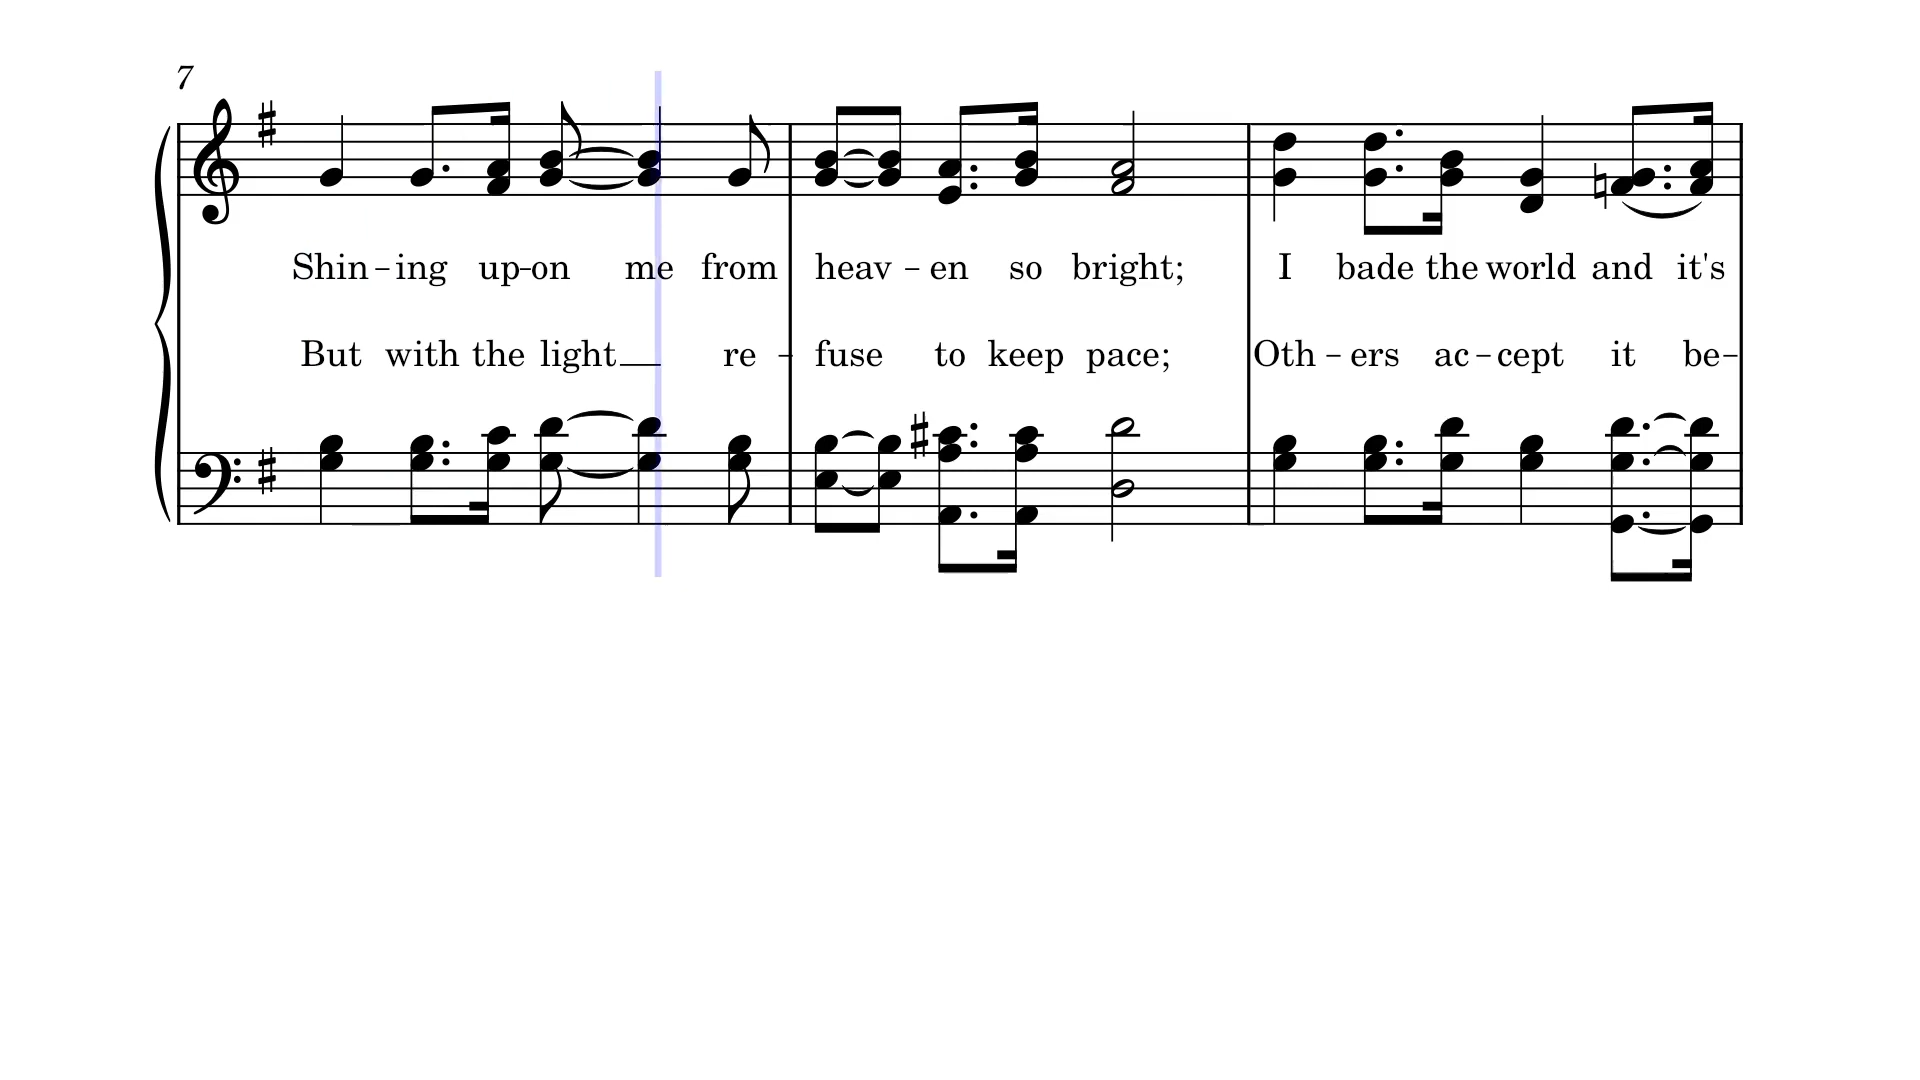 7
Shin-ing up-on me from heav-en so bright; I bade the world and it's
But with the light__ re-fuse to keep pace; Oth-ers ac-cept it be-